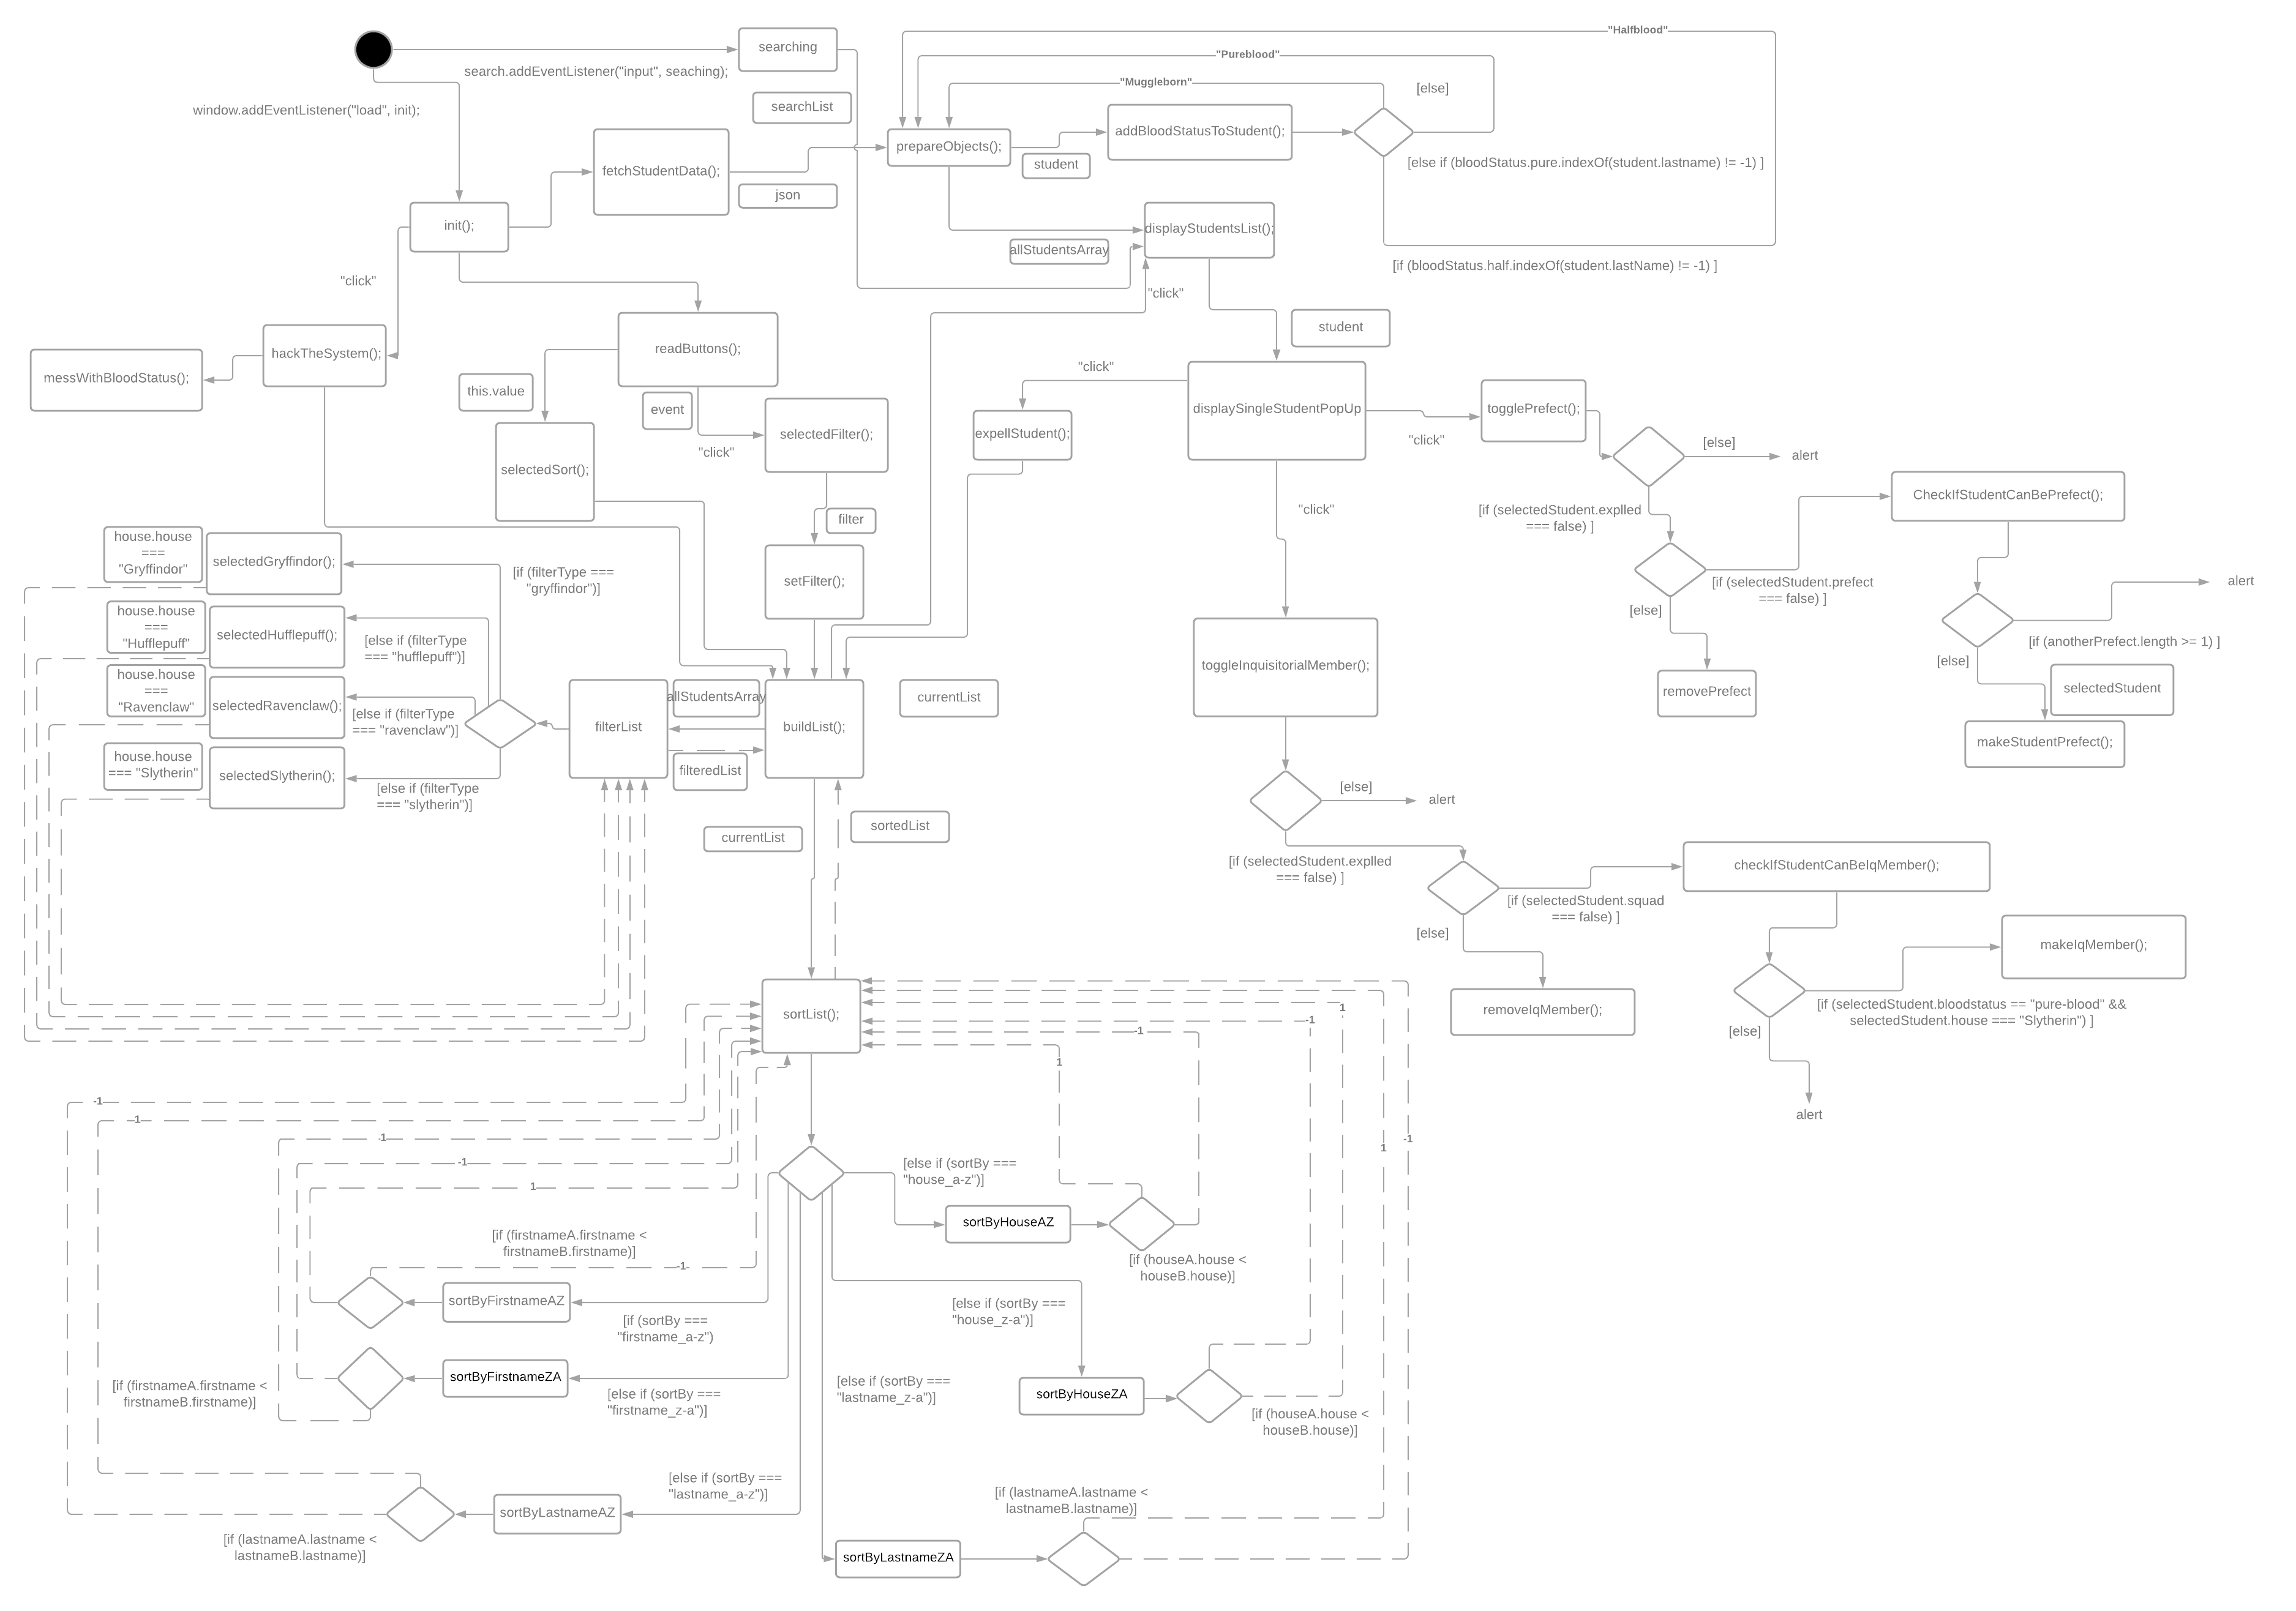 "Halfblood"
searching
"Pureblood"
search.addEventListener("input", seaching);
"Muggleborn"
[else]
window.addEventListener("load", init);
searchList
addBloodStatusToStudent();
prepareObjects();
student
[else if (bloodStatus.pure.indexOf(student.lastname) != -1) ]
fetchStudentData();
json
init();
displayStudentsList();
allStudentsArray
[if (bloodStatus.half.indexOf(student.lastName) != -1) ]
"click"
"click"
student
hackTheSystem();
readButtons();
messWithBloodStatus();
"click"
this.value
event
displaySingleStudentPopUp
togglePrefect();
selectedFilter();
expellStudent();
"click"
"click"
[else]
alert
selectedSort();
CheckIfStudentCanBePrefect();
"click"
[if (selectedStudent.explled
=== false) ]
filter
house.house
===
"Gryffindor"
selectedGryffindor();
[if (filterType ===
"gryffindor")]
setFilter();
[if (selectedStudent.prefect
=== false) ]
alert
[else]
house.house
===
"Hufflepuff"
selectedHufflepuff();
[else if (filterType
=== "hufflepuff")]
[if (anotherPrefect.length >= 1) ]
[else]
toggleInquisitorialMember();
house.house
===
"Ravenclaw"
selectedRavenclaw();
[else if (filterType
=== "ravenclaw")]
removePrefect
selectedStudent
allStudentsArray
currentList
filterList
buildList();
makeStudentPrefect();
house.house
=== "Slytherin"
selectedSlytherin();
[else if (filterType
=== "slytherin")]
filteredList
[else]
alert
currentList
sortedList
[if (selectedStudent.explled
=== false) ]
checkIfStudentCanBeIqMember();
[if (selectedStudent.squad
=== false) ]
[else]
makeIqMember();
[if (selectedStudent.bloodstatus == "pure-blood" &&
selectedStudent.house === "Slytherin") ]
removeIqMember();
[else]
sortList();
1
-1
-1
1
-1
1
1
-1
alert
1
-1
-1
1
[else if (sortBy ===
"house_a-z")]
sortByHouseAZ
[if (firstnameA.firstname <
firstnameB.firstname)]
-1
[if (houseA.house <
houseB.house)]
sortByFirstnameAZ
[if (sortBy ===
"firstname_a-z")
[else if (sortBy ===
"house_z-a")]
sortByFirstnameZA
[if (firstnameA.firstname <
firstnameB.firstname)]
[else if (sortBy ===
"firstname_z-a")]
[else if (sortBy ===
"lastname_z-a")]
sortByHouseZA
[if (houseA.house <
houseB.house)]
[else if (sortBy ===
"lastname_a-z")]
sortByLastnameAZ
[if (lastnameA.lastname <
lastnameB.lastname)]
[if (lastnameA.lastname <
lastnameB.lastname)]
sortByLastnameZA